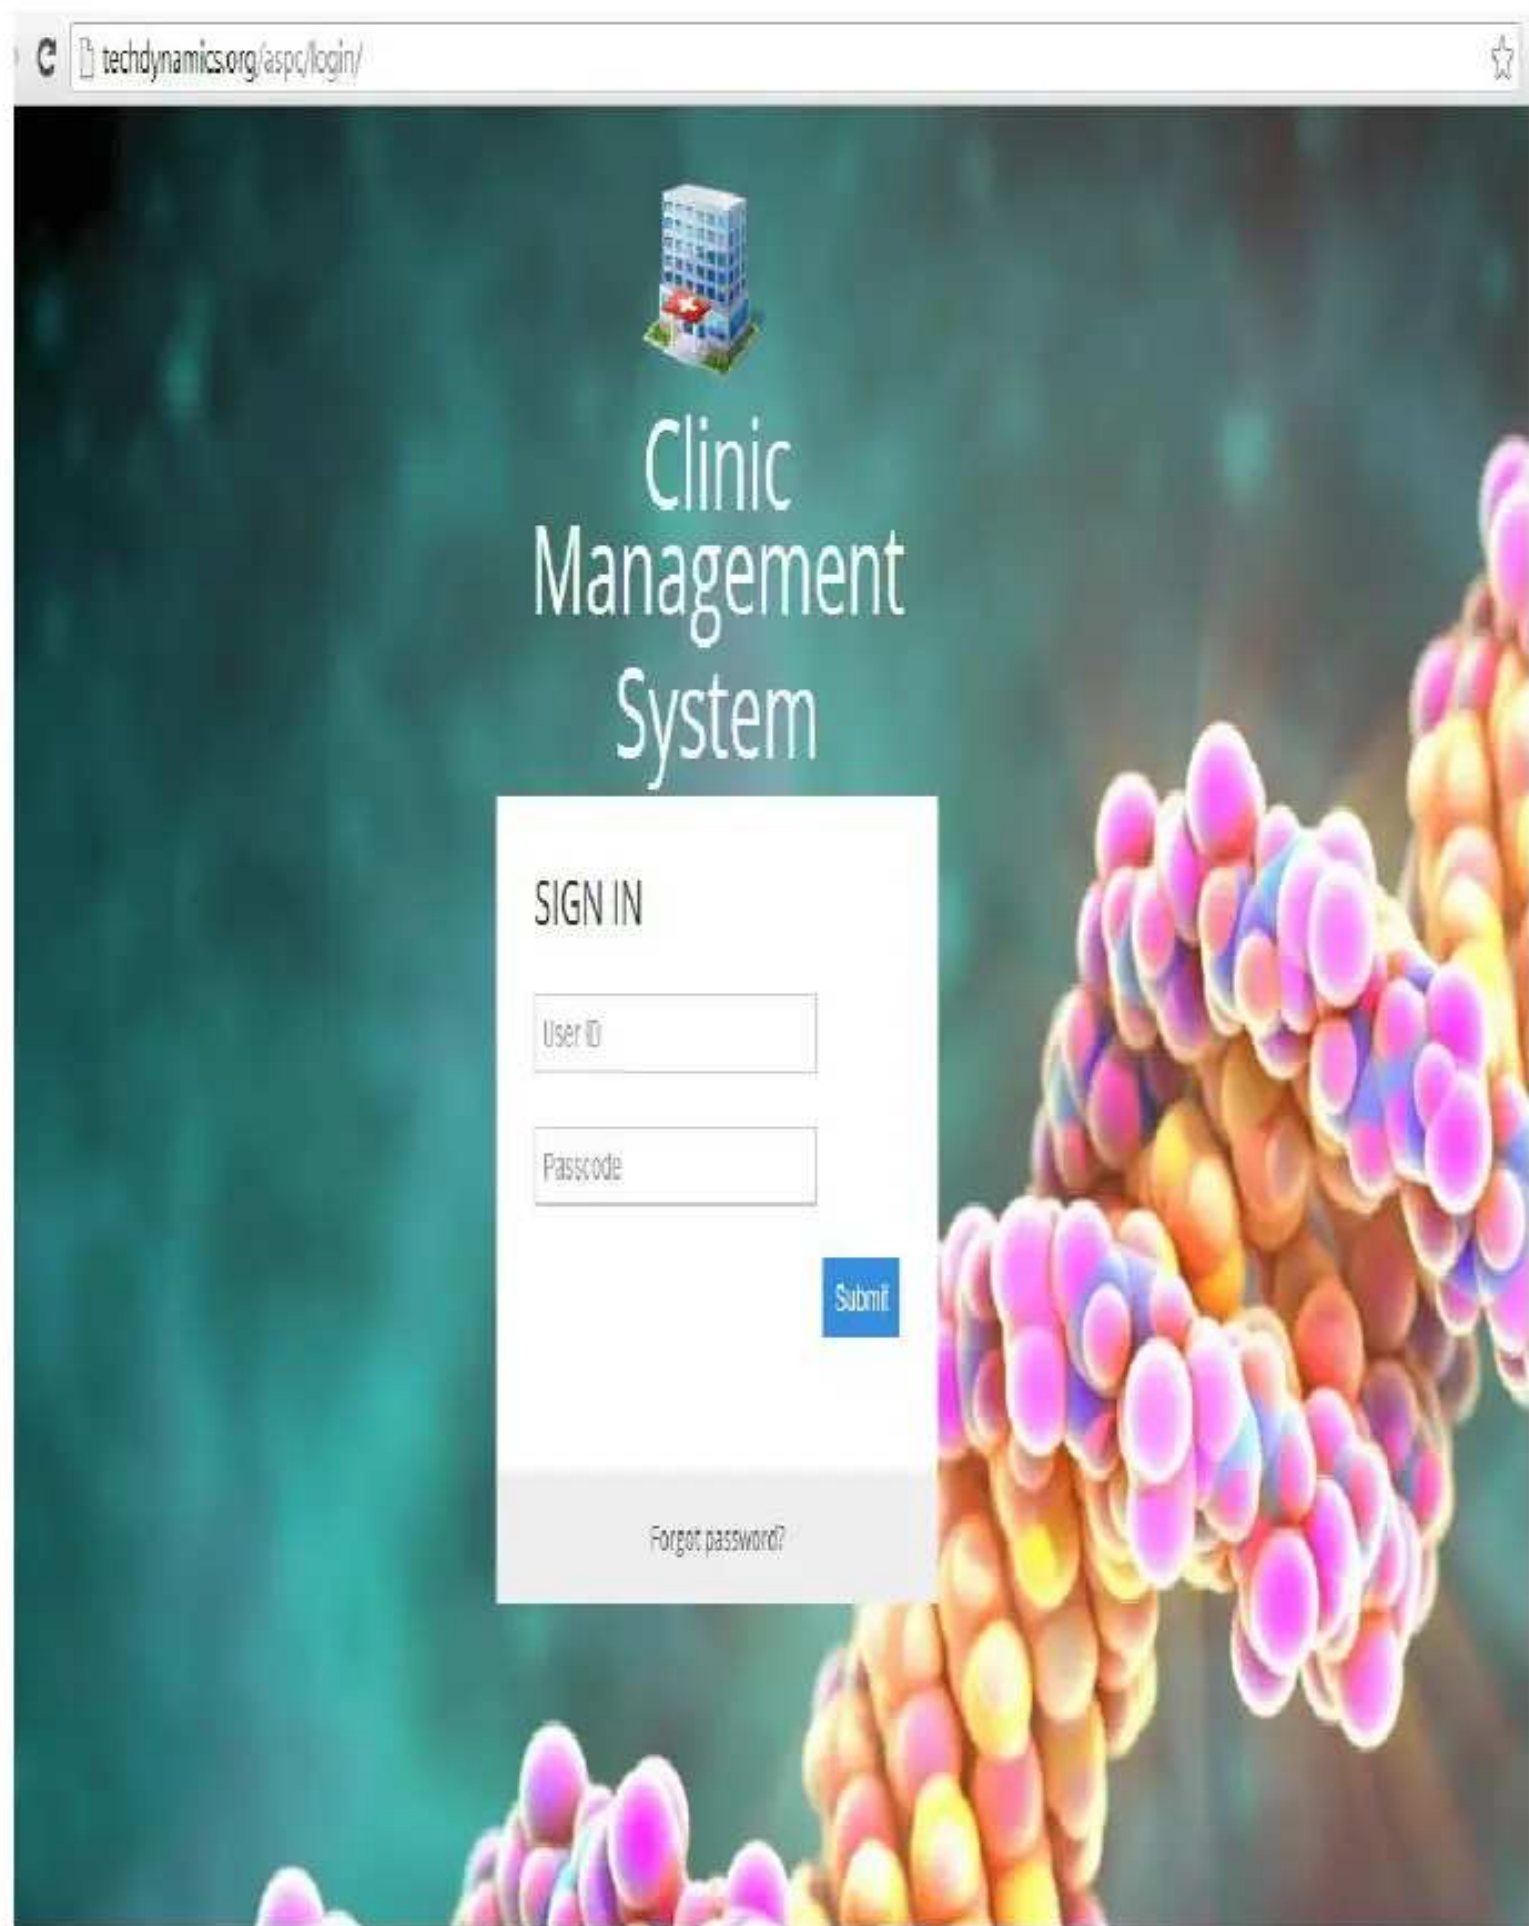 techdynamics.org/aspc/login/
Clinic
Management
System
SIGN IN
User ID
Passcode
Submit
Forgot password?